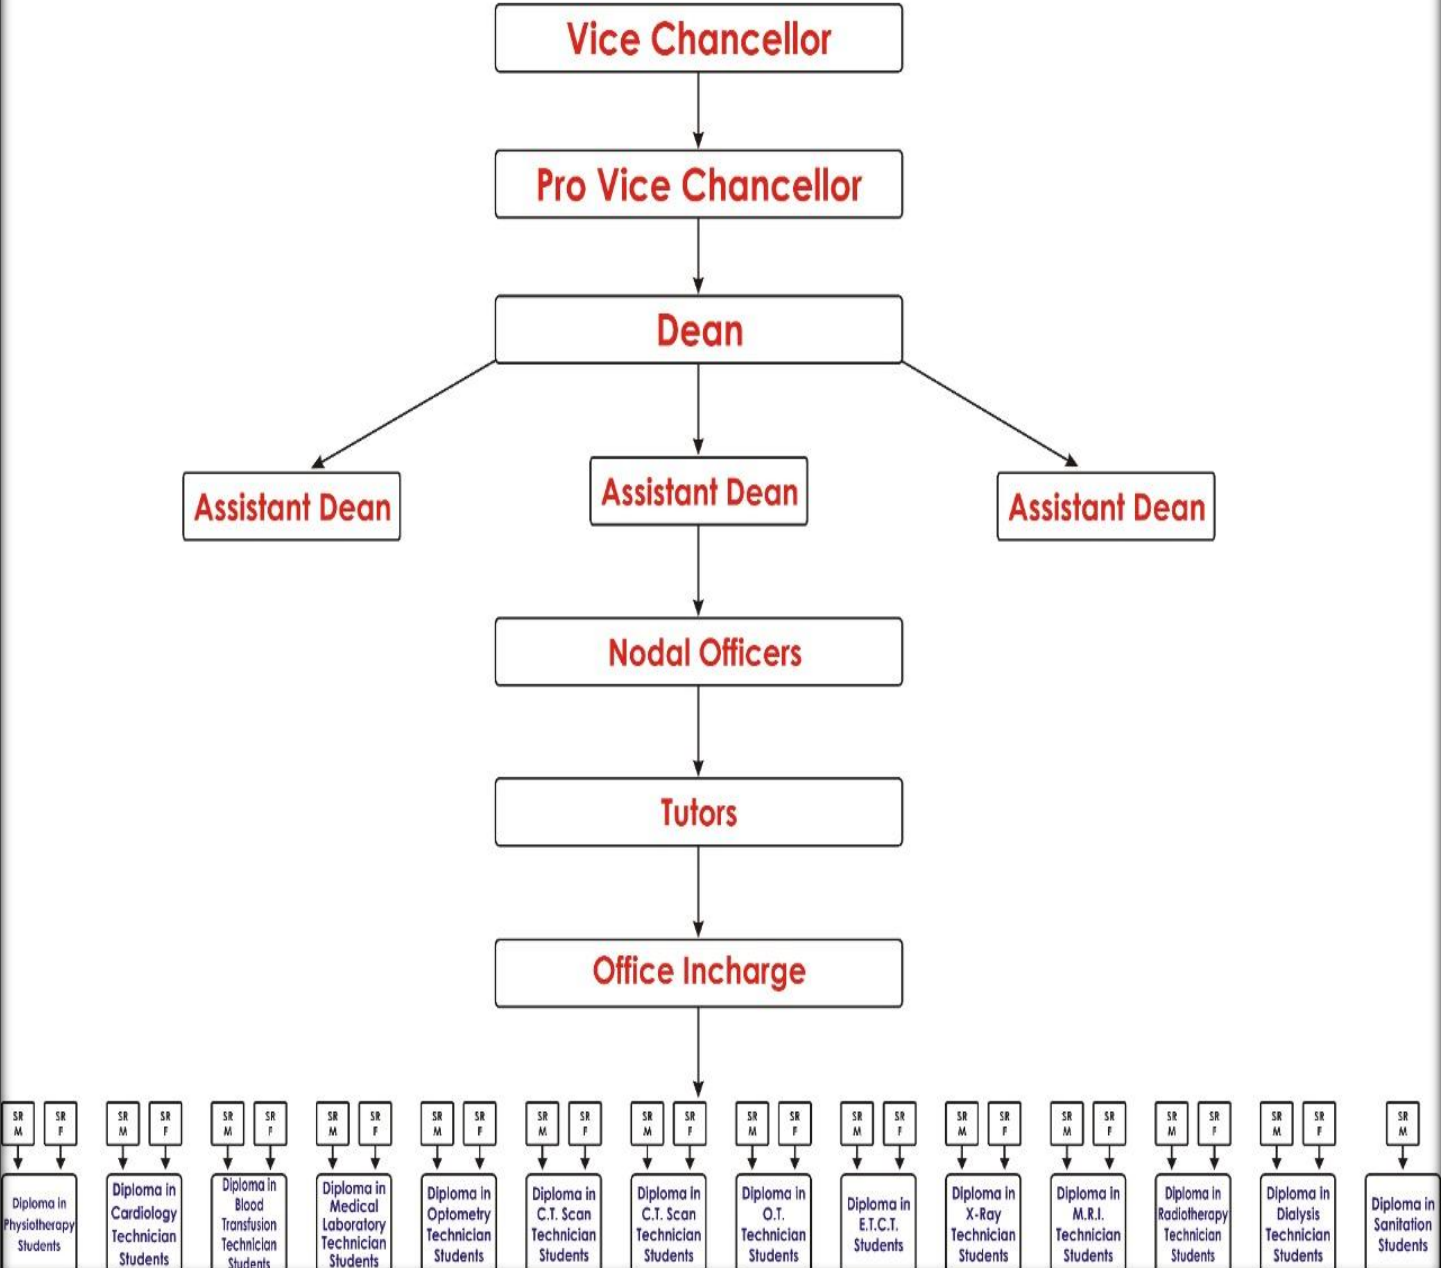 Vice Chancellor
Pro Vice Chancellor
Dean
Assistant Dean
Assistant Dean
Assistant Dean
Nodal Officers
Tutors
Office Incharge
SR
M
SR
F
SR
M
SR
F
SR
M
SR
F
SR
M
SR
F
SR
M
SR
F
SR
M
SR
F
SR
M
SR
F
SR
M
SR
F
SR
M
SR
F
SR
M
SR
F
SR
M
SR
F
SR
M
SR
F
SR
M
SR
F
SR
M
Diploma in
Physiotherapy
Students
Diploma in
Cardiology
Technician
Students
Diploma in
Blood
Transfusion
Technician
Students
Diploma in
Medical
Laboratory
Technician
Students
Diploma in
Optometry
Technician
Students
Diploma in
C.T. Scan
Technician
Students
Diploma in
C.T. Scan
Technician
Students
Diploma in
O.T.
Technician
Students
Diploma in
E.T.C.T.
Students
Diploma in
X-Ray
Technician
Students
Diploma in
M.R.I.
Technician
Students
Diploma in
Radiotherapy
Technician
Students
Diploma in
Dialysis
Technician
Students
Diploma in
Sanitation
Students